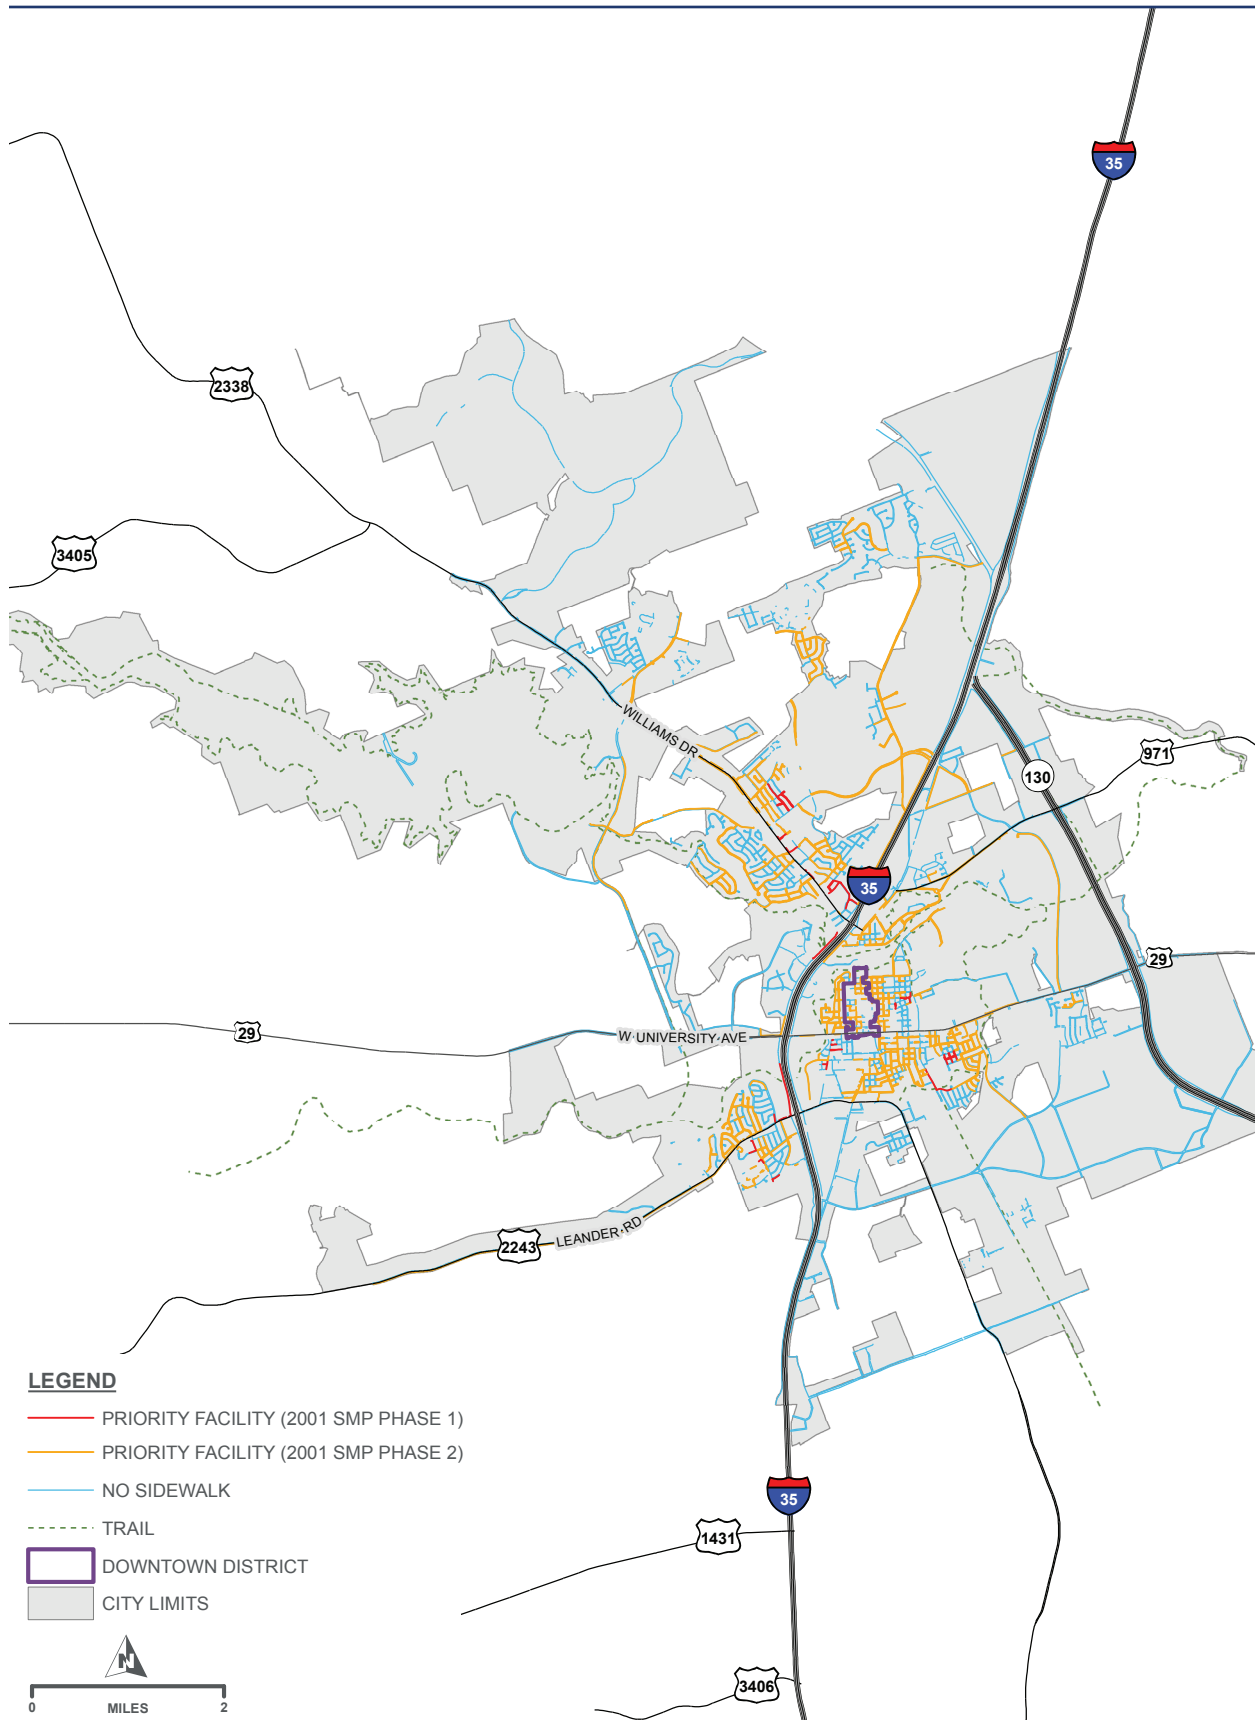 35
2338
3405
WILLIAMS DR
971
130
35
29
29
W UNIVERSITY AVE
LEANDER RD
2243
LEGEND
PRIORITY FACILITY (2001 SMP PHASE 1)
PRIORITY FACILITY (2001 SMP PHASE 2)
NO SIDEWALK
TRAIL
DOWNTOWN DISTRICT
CITY LIMITS
35
1431
N
0 MILES 2
3406